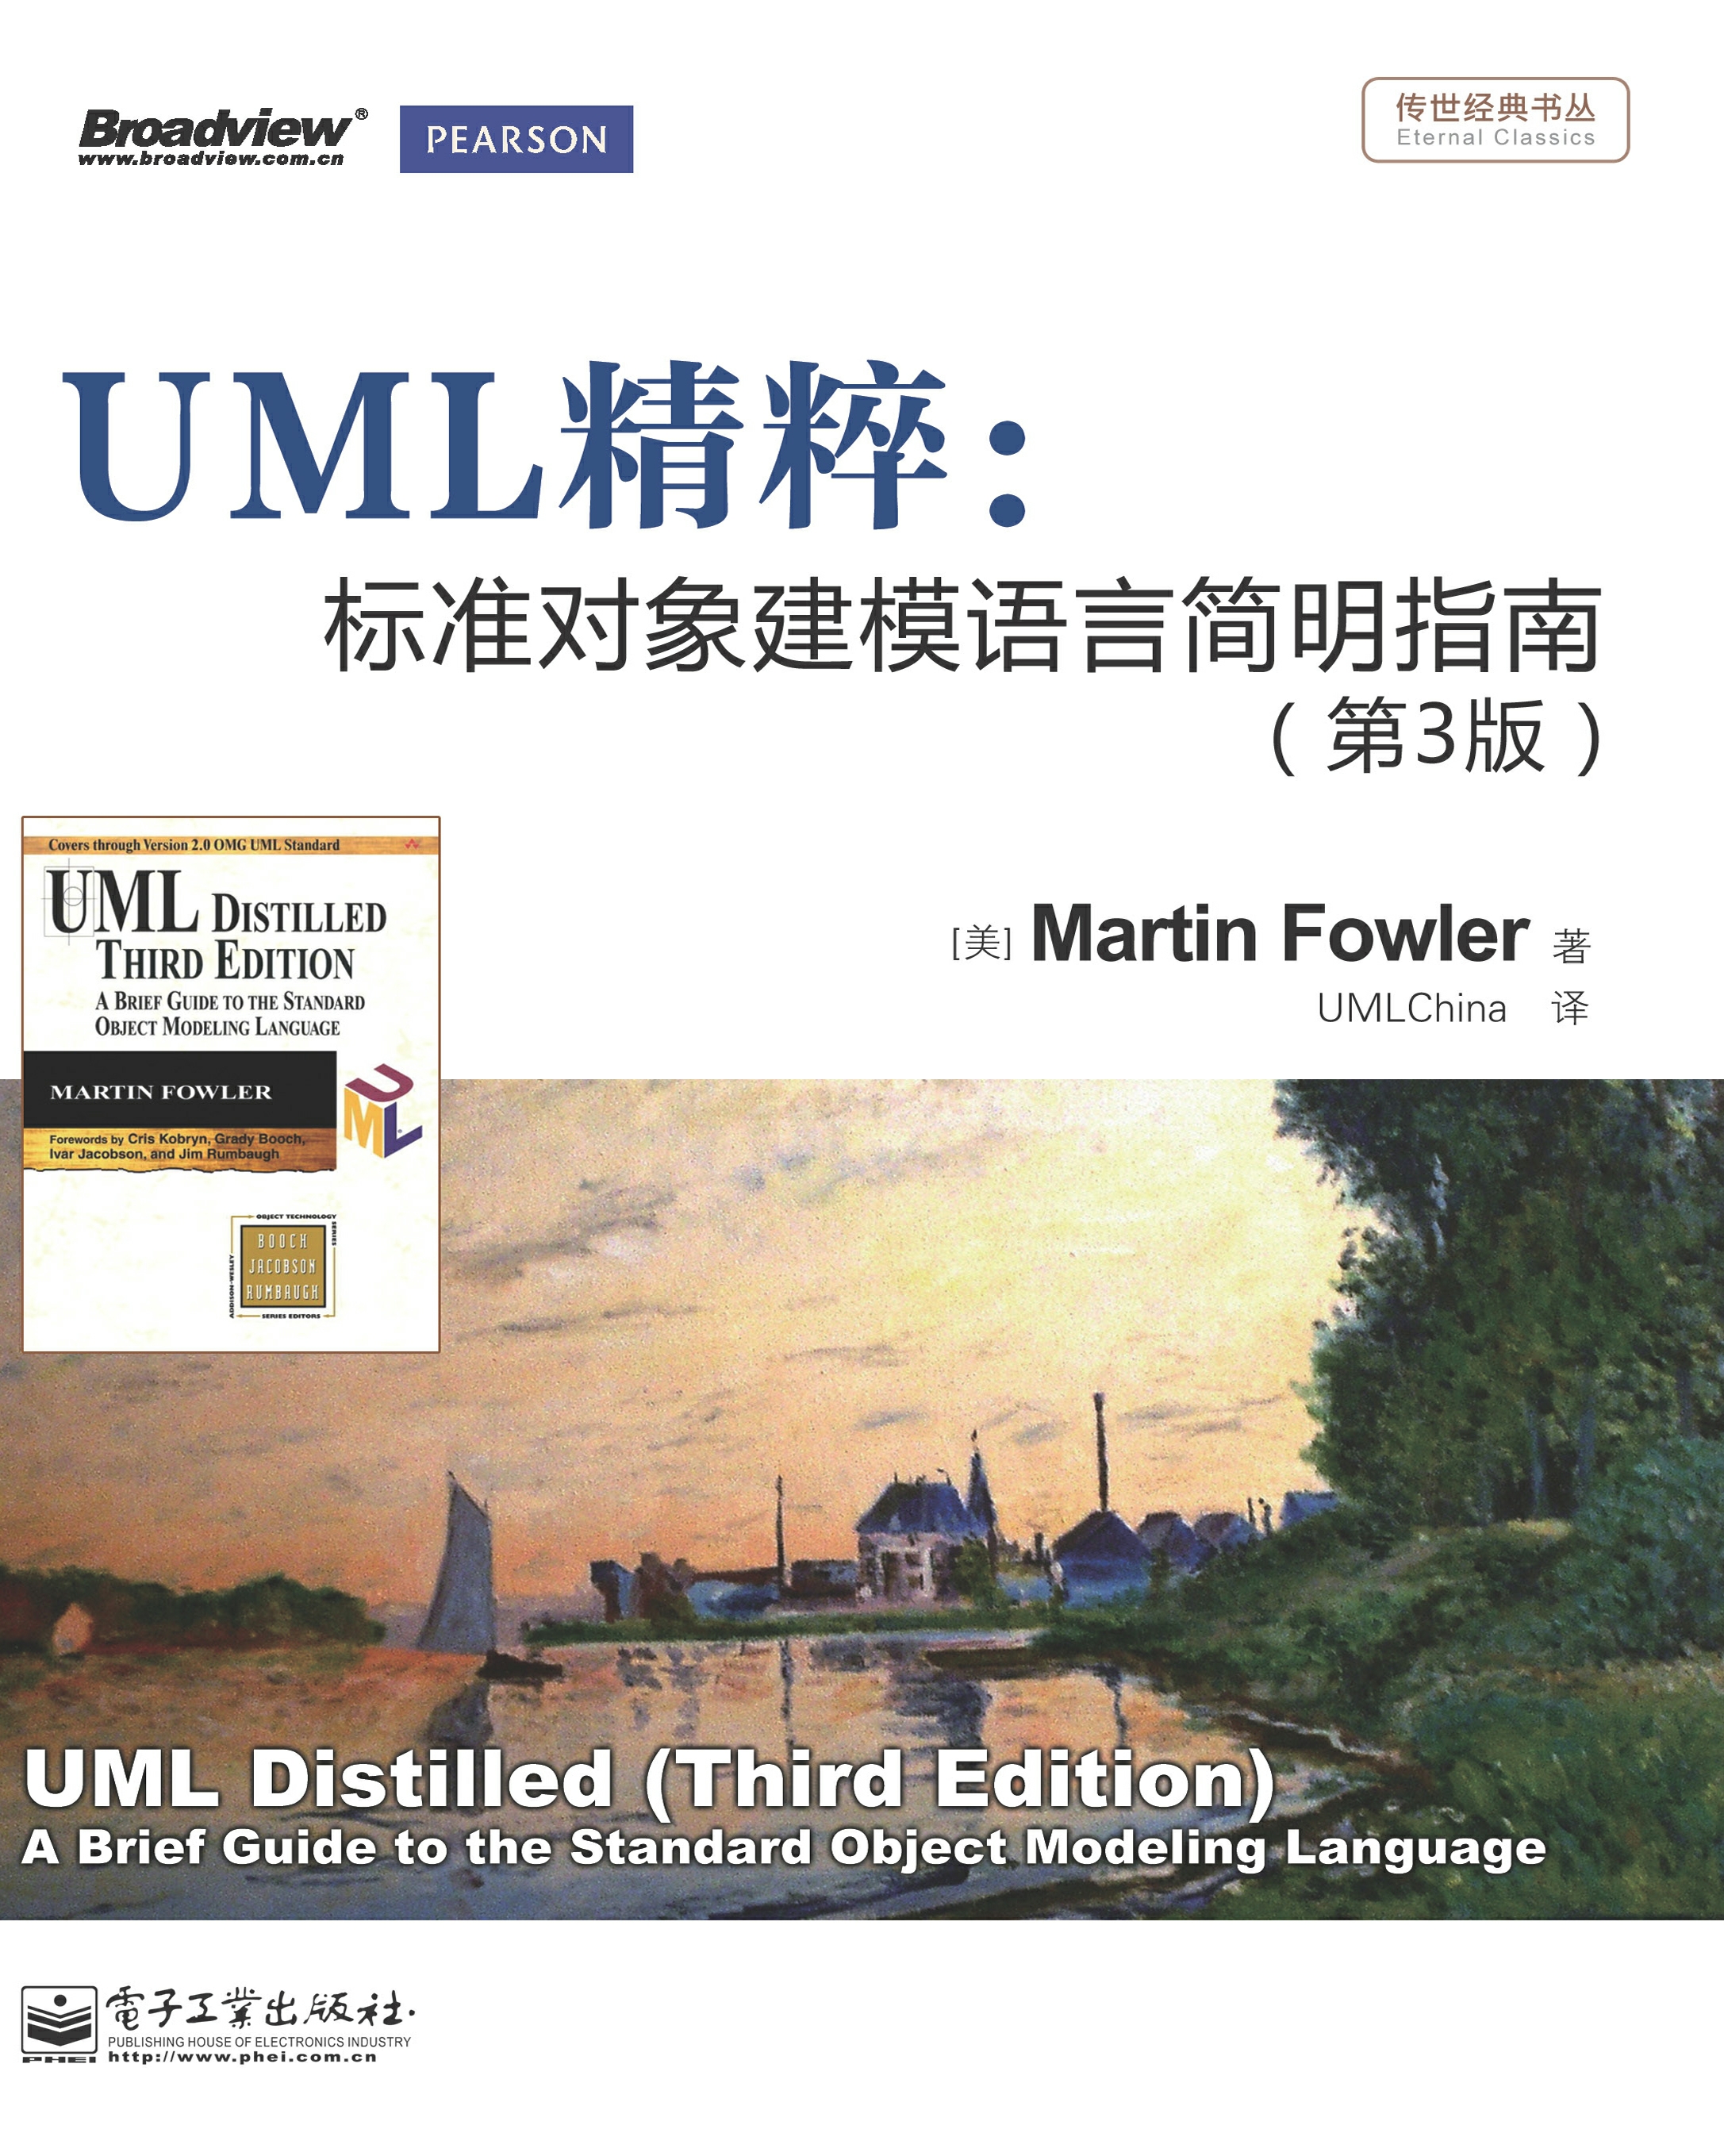 Broadview®
www.broadview.com.cn
PEARSON
传世经典书丛
Eternal Classics
UML精粹：
标准对象建模语言简明指南
（第3版）
[美] Martin Fowler 著
UMLChina 译
Covers through Version 2.0 OMG UML Standard
UML DISTILLED
THIRD EDITION
A BRIEF GUIDE TO THE STANDARD
OBJECT MODELING LANGUAGE
MARTIN FOWLER
UML
Forewords by Cris Kobryn, Grady Booch,
Ivar Jacobson, and Jim Rumbaugh
OBJECT TECHNOLOGY
SERIES
BOOCH
JACOBSON
RUMBAUGH
ADDISON-WESLEY
SERIES EDITORS
UML Distilled (Third Edition)
A Brief Guide to the Standard Object Modeling Language
電子工業出版社.
PUBLISHING HOUSE OF ELECTRONICS INDUSTRY
PHEI
http://www.phei.com.cn